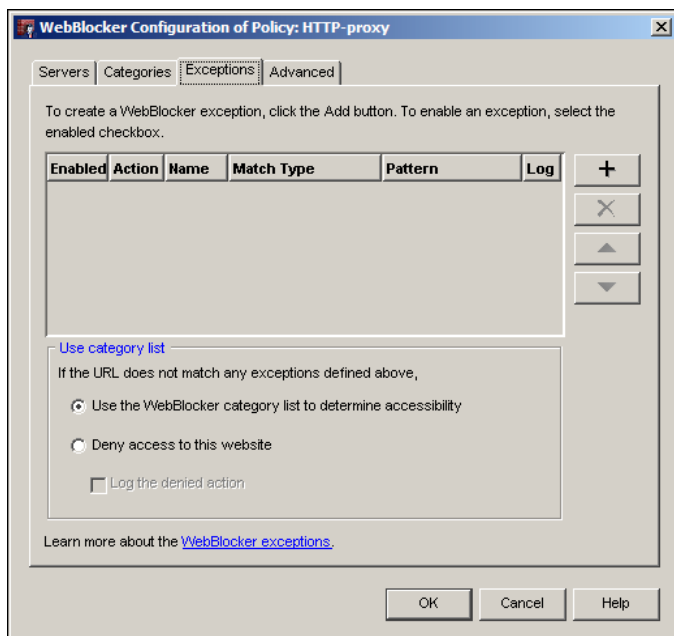 WebBlocker Configuration of Policy: HTTP-proxy
Servers Categories Exceptions Advanced
To create a WebBlocker exception, click the Add button. To enable an exception, select the
enabled checkbox.
Enabled Action Name Match Type Pattern Log
Use category list
If the URL does not match any exceptions defined above,
Use the WebBlocker category list to determine accessibility
Deny access to this website
Log the denied action
Learn more about the WebBlocker exceptions.
OK Cancel Help